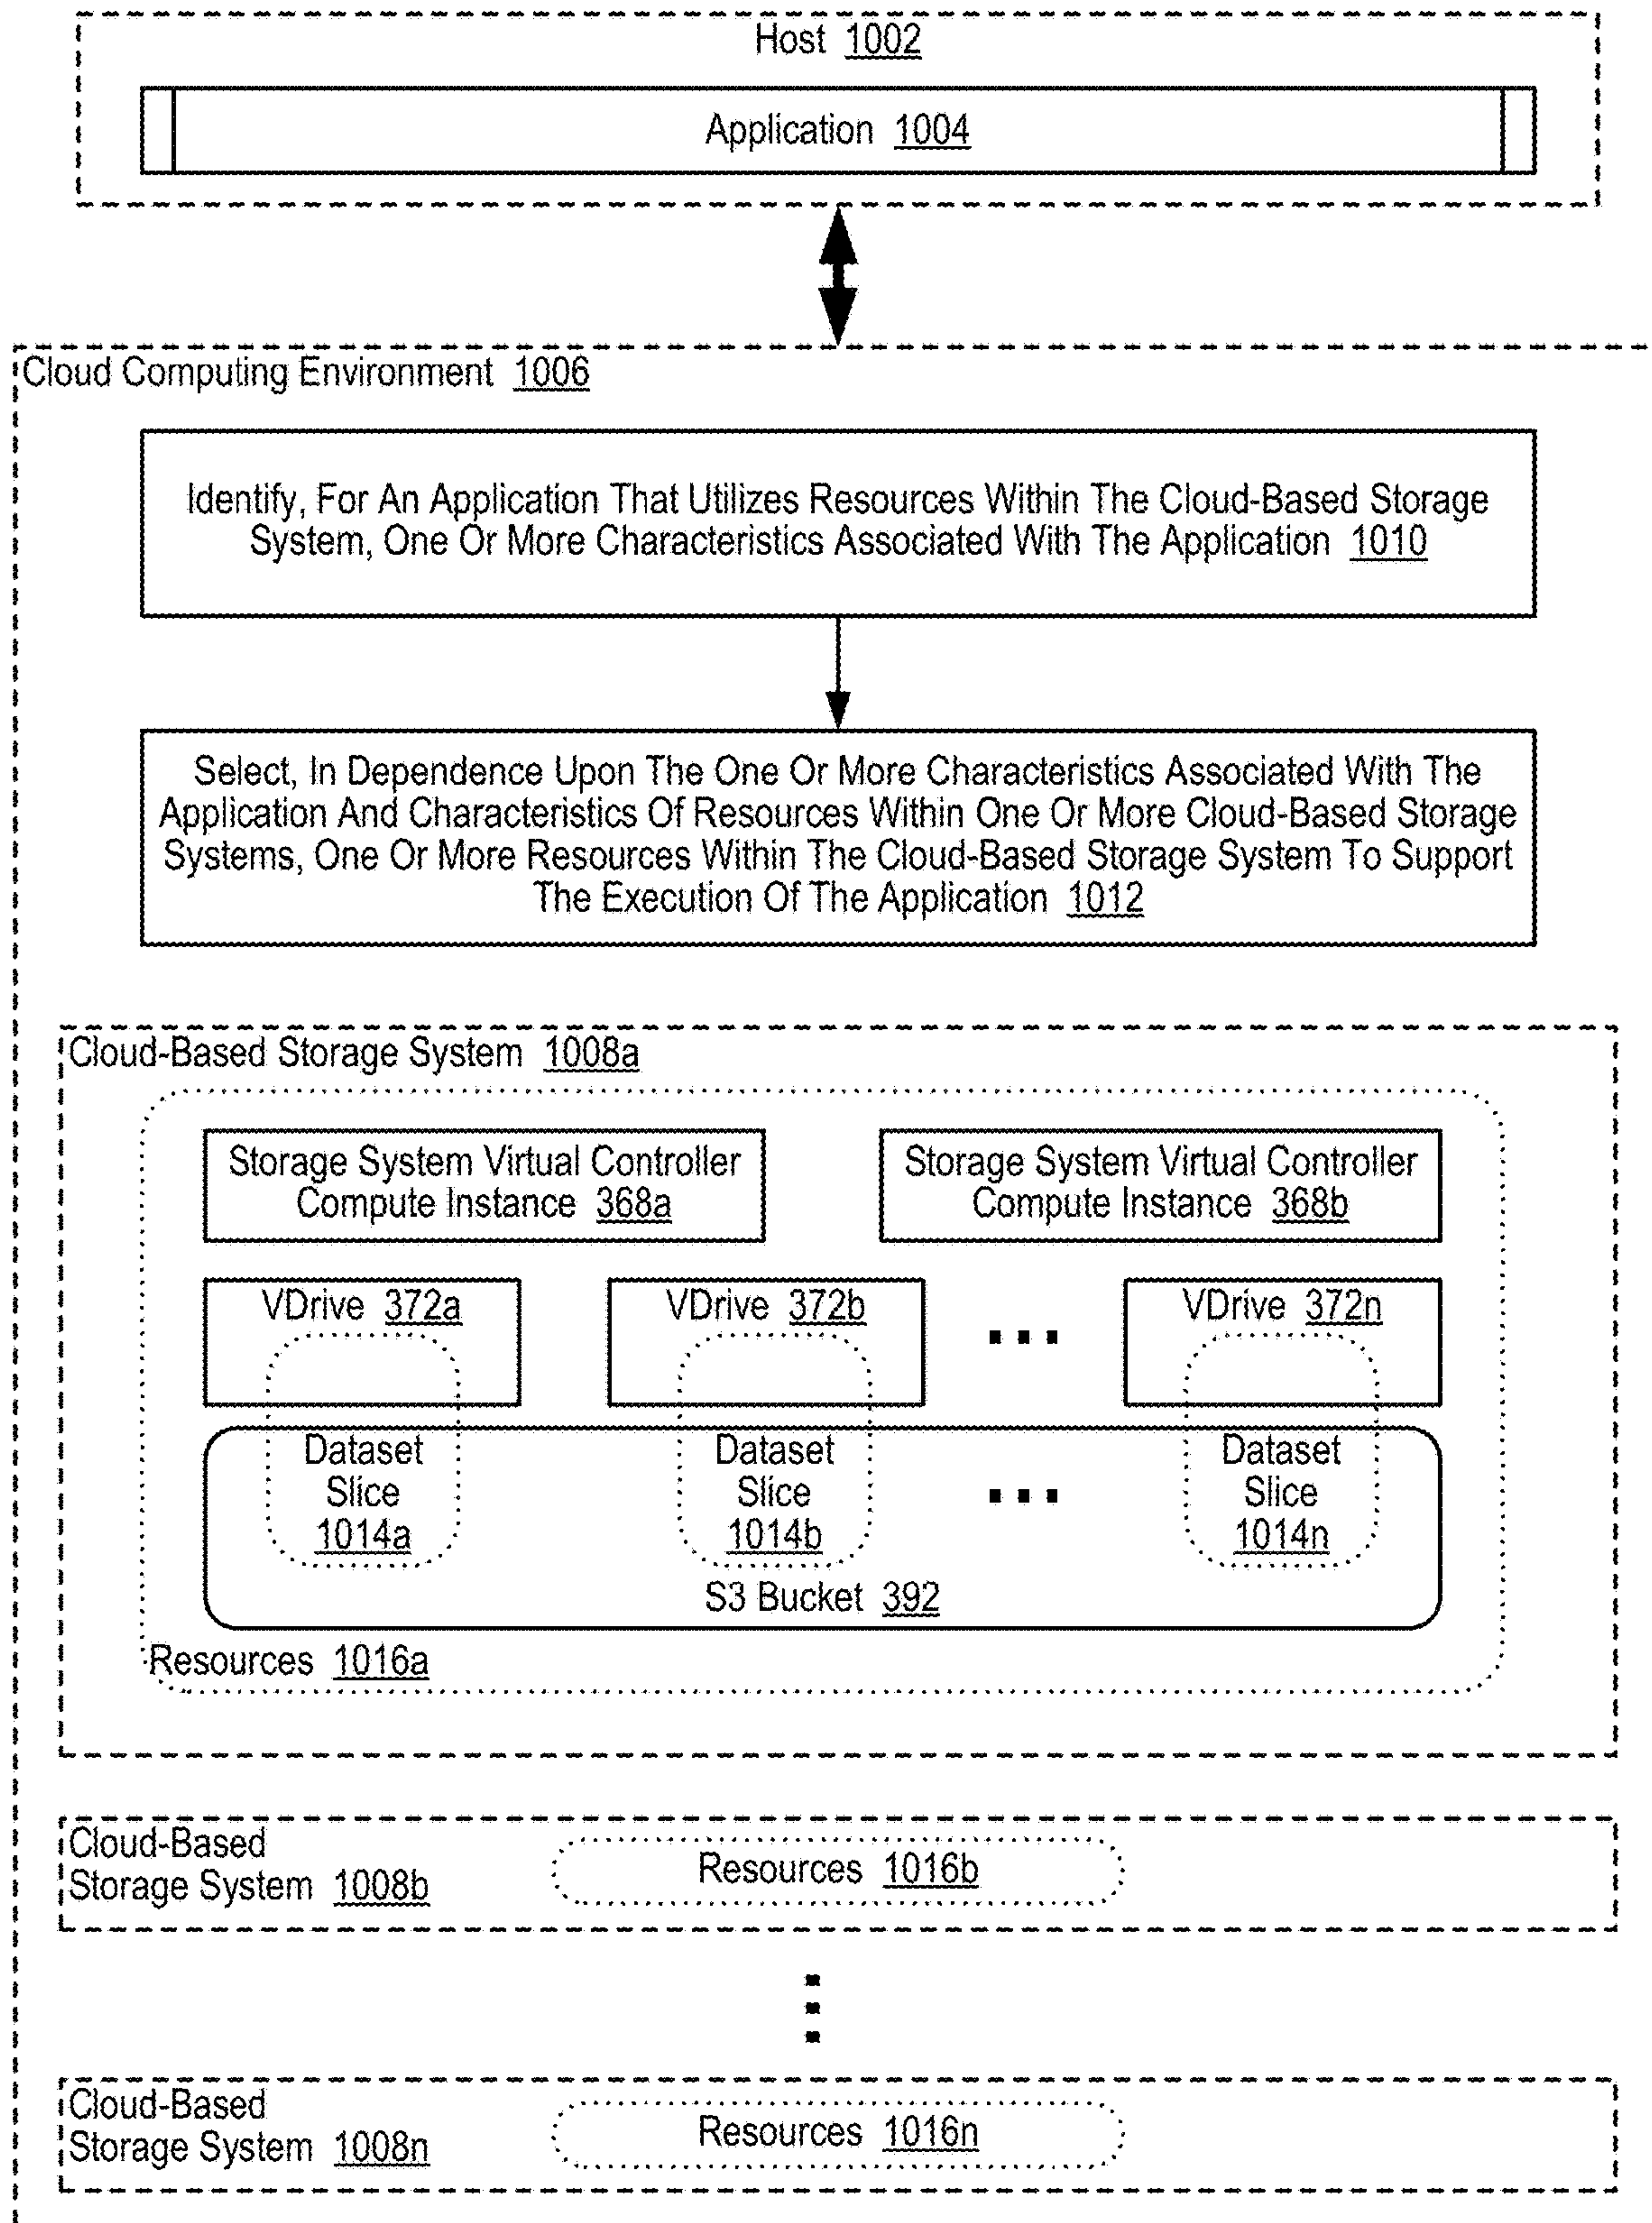 Host 1002
Application 1004
Cloud Computing Environment 1006
Identify, For An Application That Utilizes Resources Within The Cloud-Based Storage
System, One Or More Characteristics Associated With The Application 1010
Select, In Dependence Upon The One Or More Characteristics Associated With The
Application And Characteristics Of Resources Within One Or More Cloud-Based Storage
Systems, One Or More Resources Within The Cloud-Based Storage System To Support
The Execution Of The Application 1012
Cloud-Based Storage System 1008a
Storage System Virtual Controller
Compute Instance 368a
Storage System Virtual Controller
Compute Instance 368b
VDrive 372a
VDrive 372b
...
VDrive 372n
Dataset
Slice
1014a
Dataset
Slice
1014b
...
Dataset
Slice
1014n
S3 Bucket 392
Resources 1016a
Cloud-Based
Storage System 1008b
Resources 1016b
Cloud-Based
Storage System 1008n
Resources 1016n